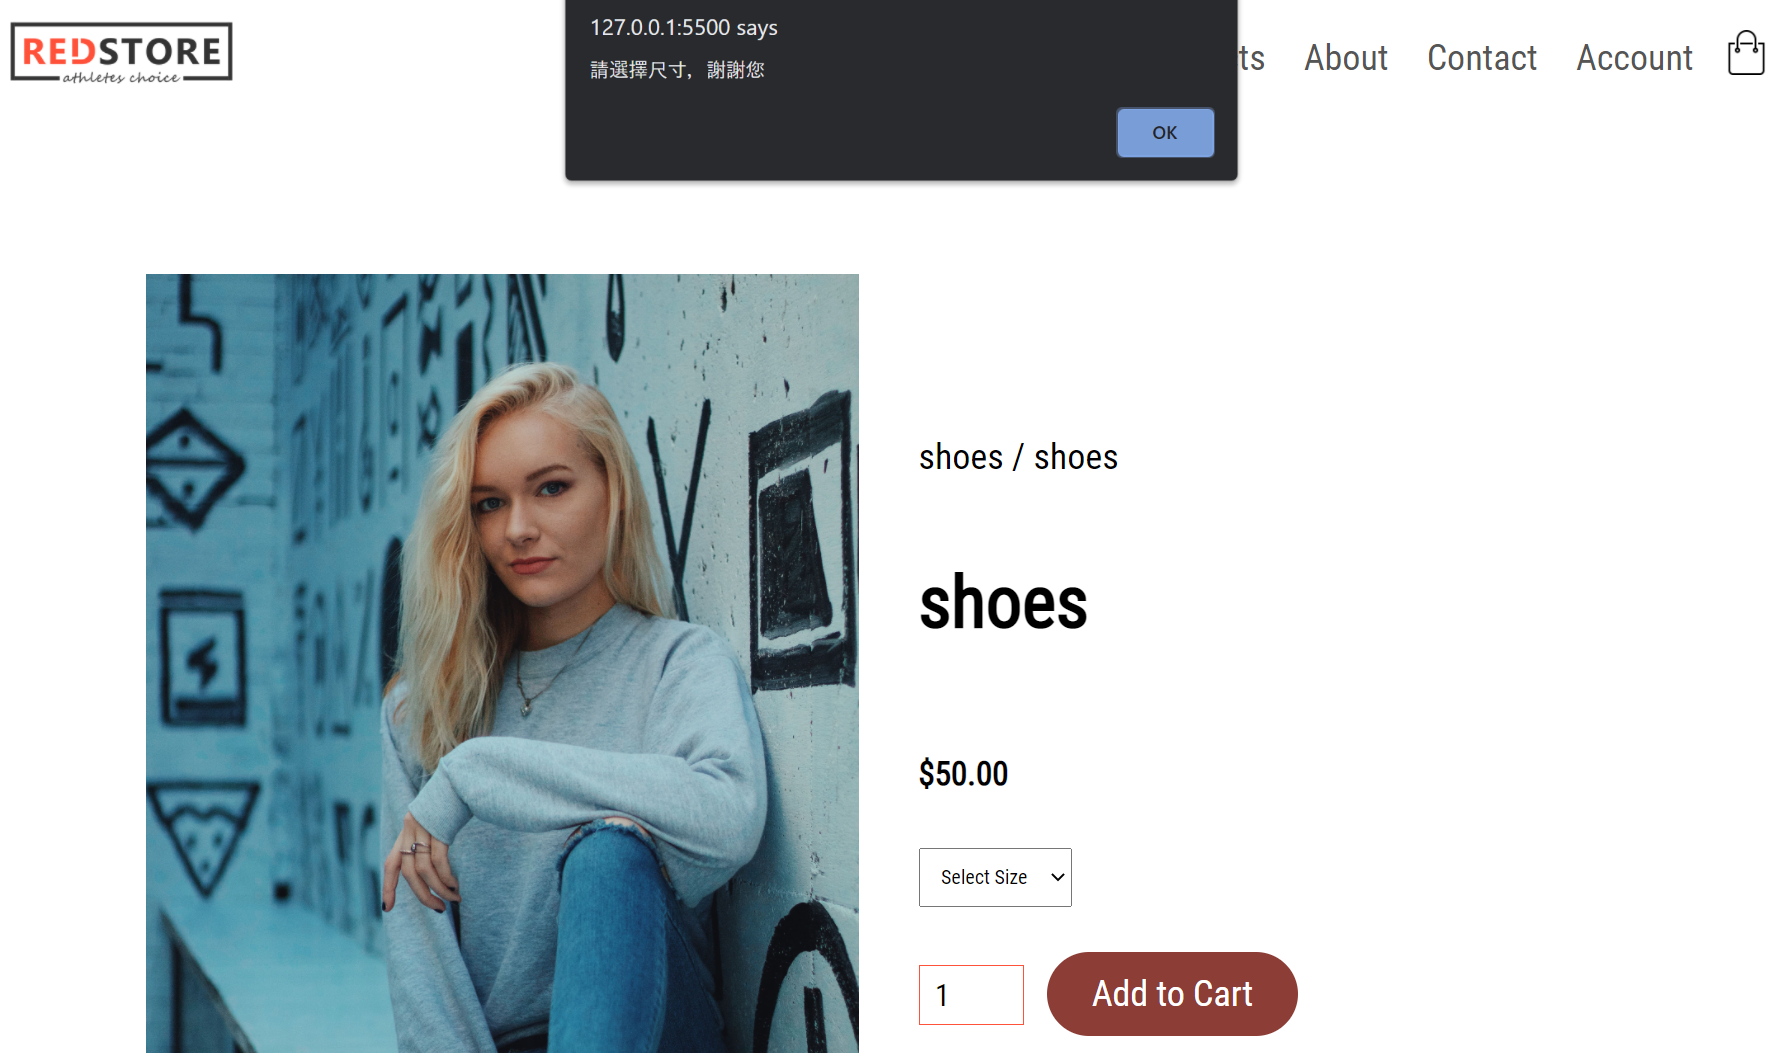 REDSTORE
athletes choice
127.0.0.1:5500 says
請選擇尺寸，謝謝您
OK
ts
About
Contact
Account
shoes / shoes
shoes
$50.00
Select Size
1
Add to Cart